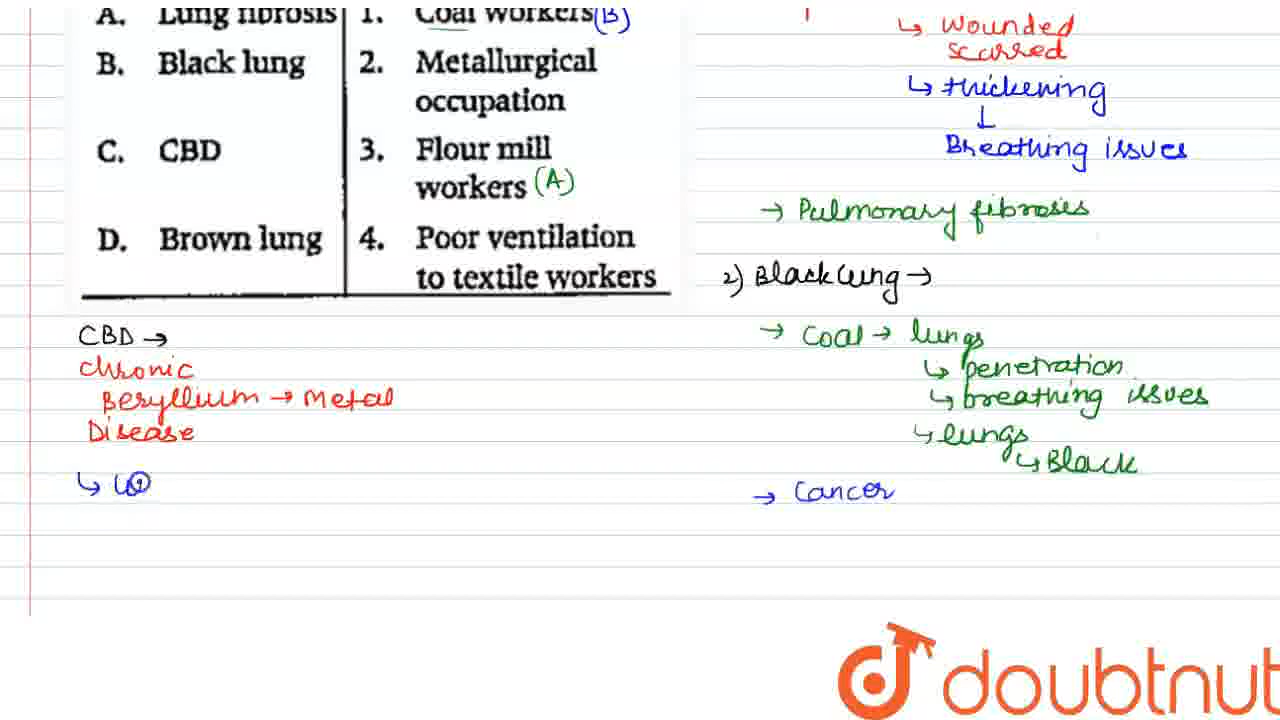 A. Lung fibrosis 1. Coal workers (B)
B. Black lung 2. Metallurgical
occupation
C. CBD 3. Flour mill
workers (A)
D. Brown lung 4. Poor ventilation
to textile workers
CBD →
Chronic
Beryllium → Metal
Disease
↳
↳ Wounded
scarred
↳ thickening
↓
Breathing issues
→ Pulmonary fibrosis
2) Black lung →
→ Coal → lungs
↳ penetration
↳ breathing issues
↳ lungs
↳ Black
→ Cancer
doubtnut